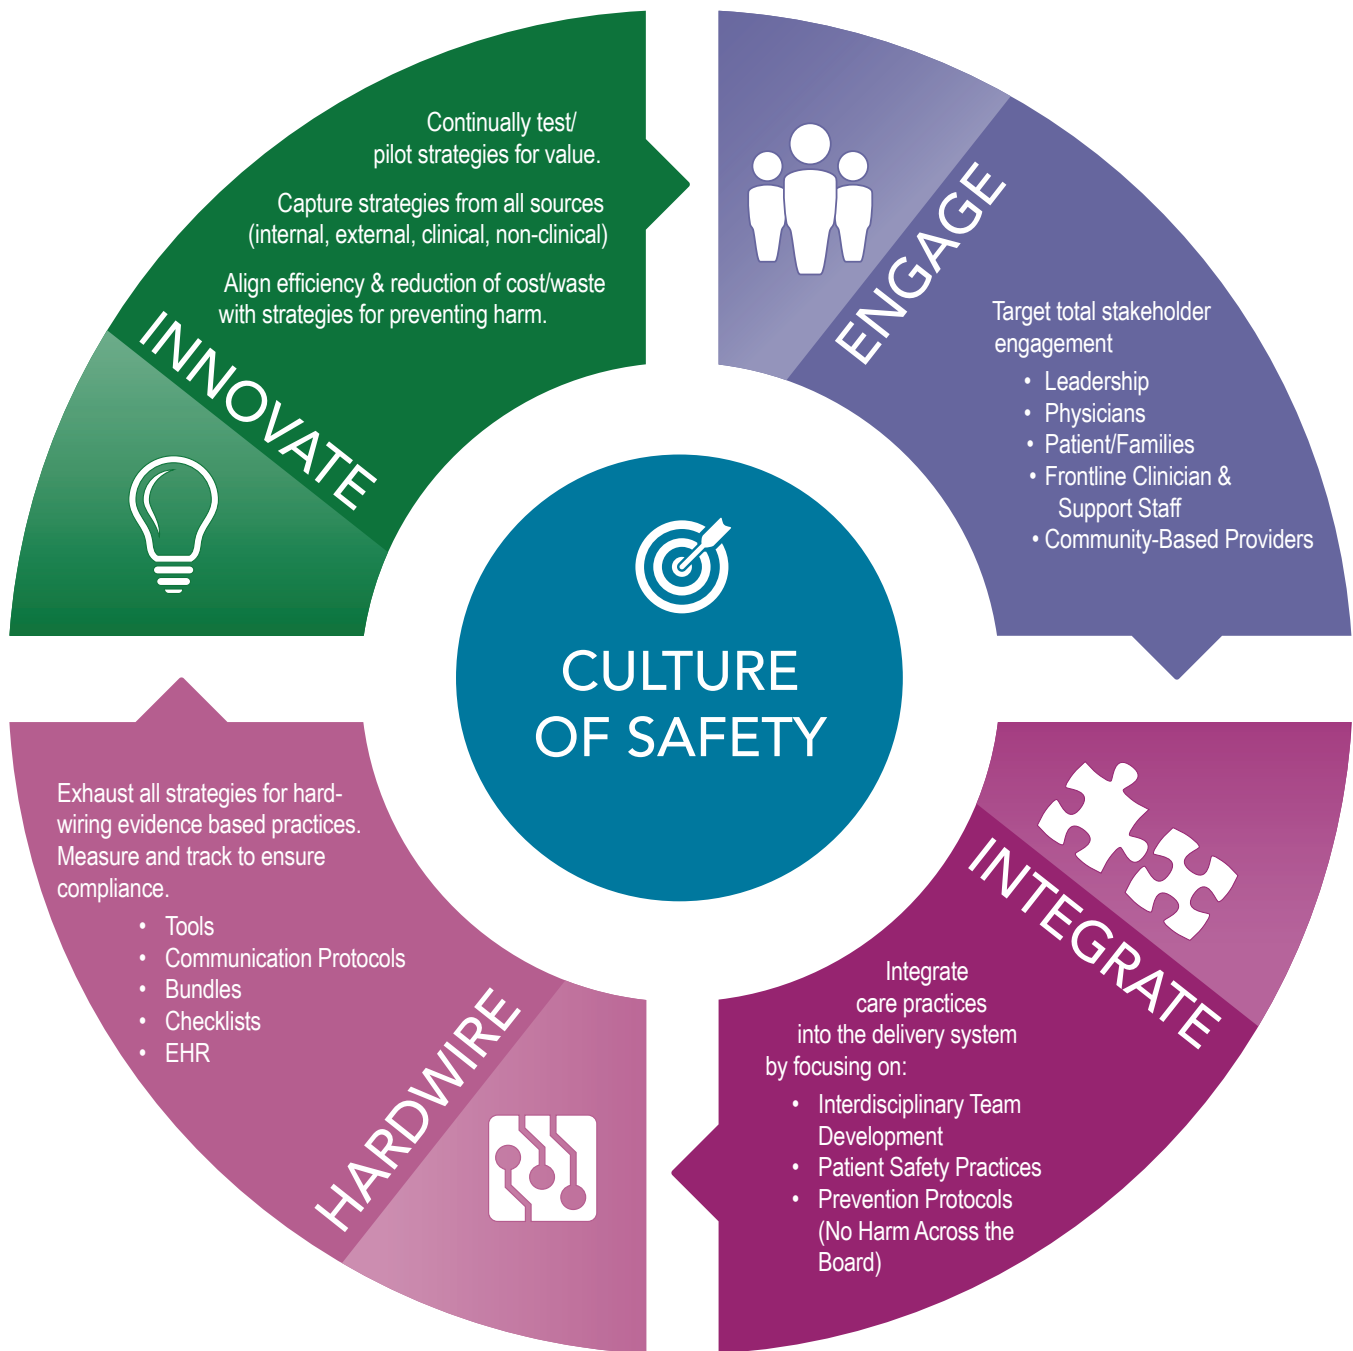 Continually test/
pilot strategies for value.
Capture strategies from all sources
(internal, external, clinical, non-clinical)
Align efficiency & reduction of cost/waste
with strategies for preventing harm.
INNOVATE
ENGAGE
Target total stakeholder
engagement
• Leadership
• Physicians
• Patient/Families
• Frontline Clinician &
Support Staff
• Community-Based Providers
CULTURE
OF SAFETY
INTEGRATE
Integrate
care practices
into the delivery system
by focusing on:
• Interdisciplinary Team
Development
• Patient Safety Practices
• Prevention Protocols
(No Harm Across the
Board)
Exhaust all strategies for hard-
wiring evidence based practices.
Measure and track to ensure
compliance.
• Tools
• Communication Protocols
• Bundles
• Checklists
• EHR
HARDWIRE